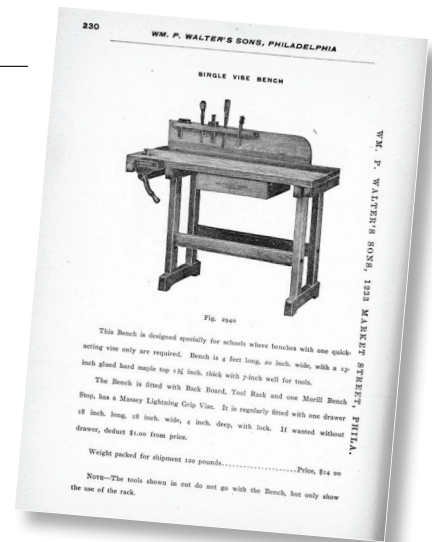 230
WM. P. WALTER'S SONS, PHILADELPHIA
SINGLE VISE BENCH
Fig. 2940
This Bench is designed specially for schools where benches with one quick-
acting vise only are required. Bench is 4 feet long, 20 inch. wide, with a 13-
inch glued hard maple top 1¾ inch. thick with 7-inch well for tools.
The Bench is fitted with Back Board, Tool Rack and one Morill Bench
Stop, has a Massey Lightning Grip Vise. It is regularly fitted with one drawer
18 inch. long, 18 inch. wide, 4 inch. deep, with lock. If wanted without
drawer, deduct $1.00 from price.
Weight packed for shipment 120 pounds......................Price, $14 00
NOTE—The tools shown in cut do not go with the Bench, but only show
the use of the rack.
WM. P. WALTER'S SONS, 1233 MARKET STREET, PHILA.